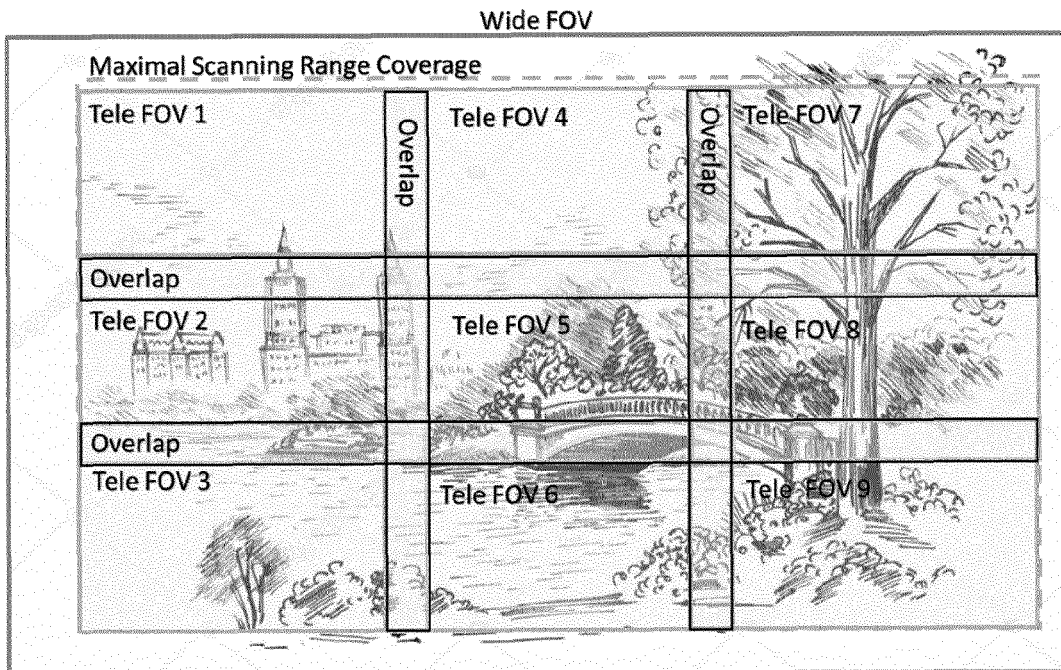 Wide FOV
Maximal Scanning Range Coverage
Tele FOV 1
Overlap
Tele FOV 4
Overlap
Tele FOV 7
Overlap
Tele FOV 2
Tele FOV 5
Tele FOV 8
Overlap
Tele FOV 3
Tele FOV 6
Tele FOV 9